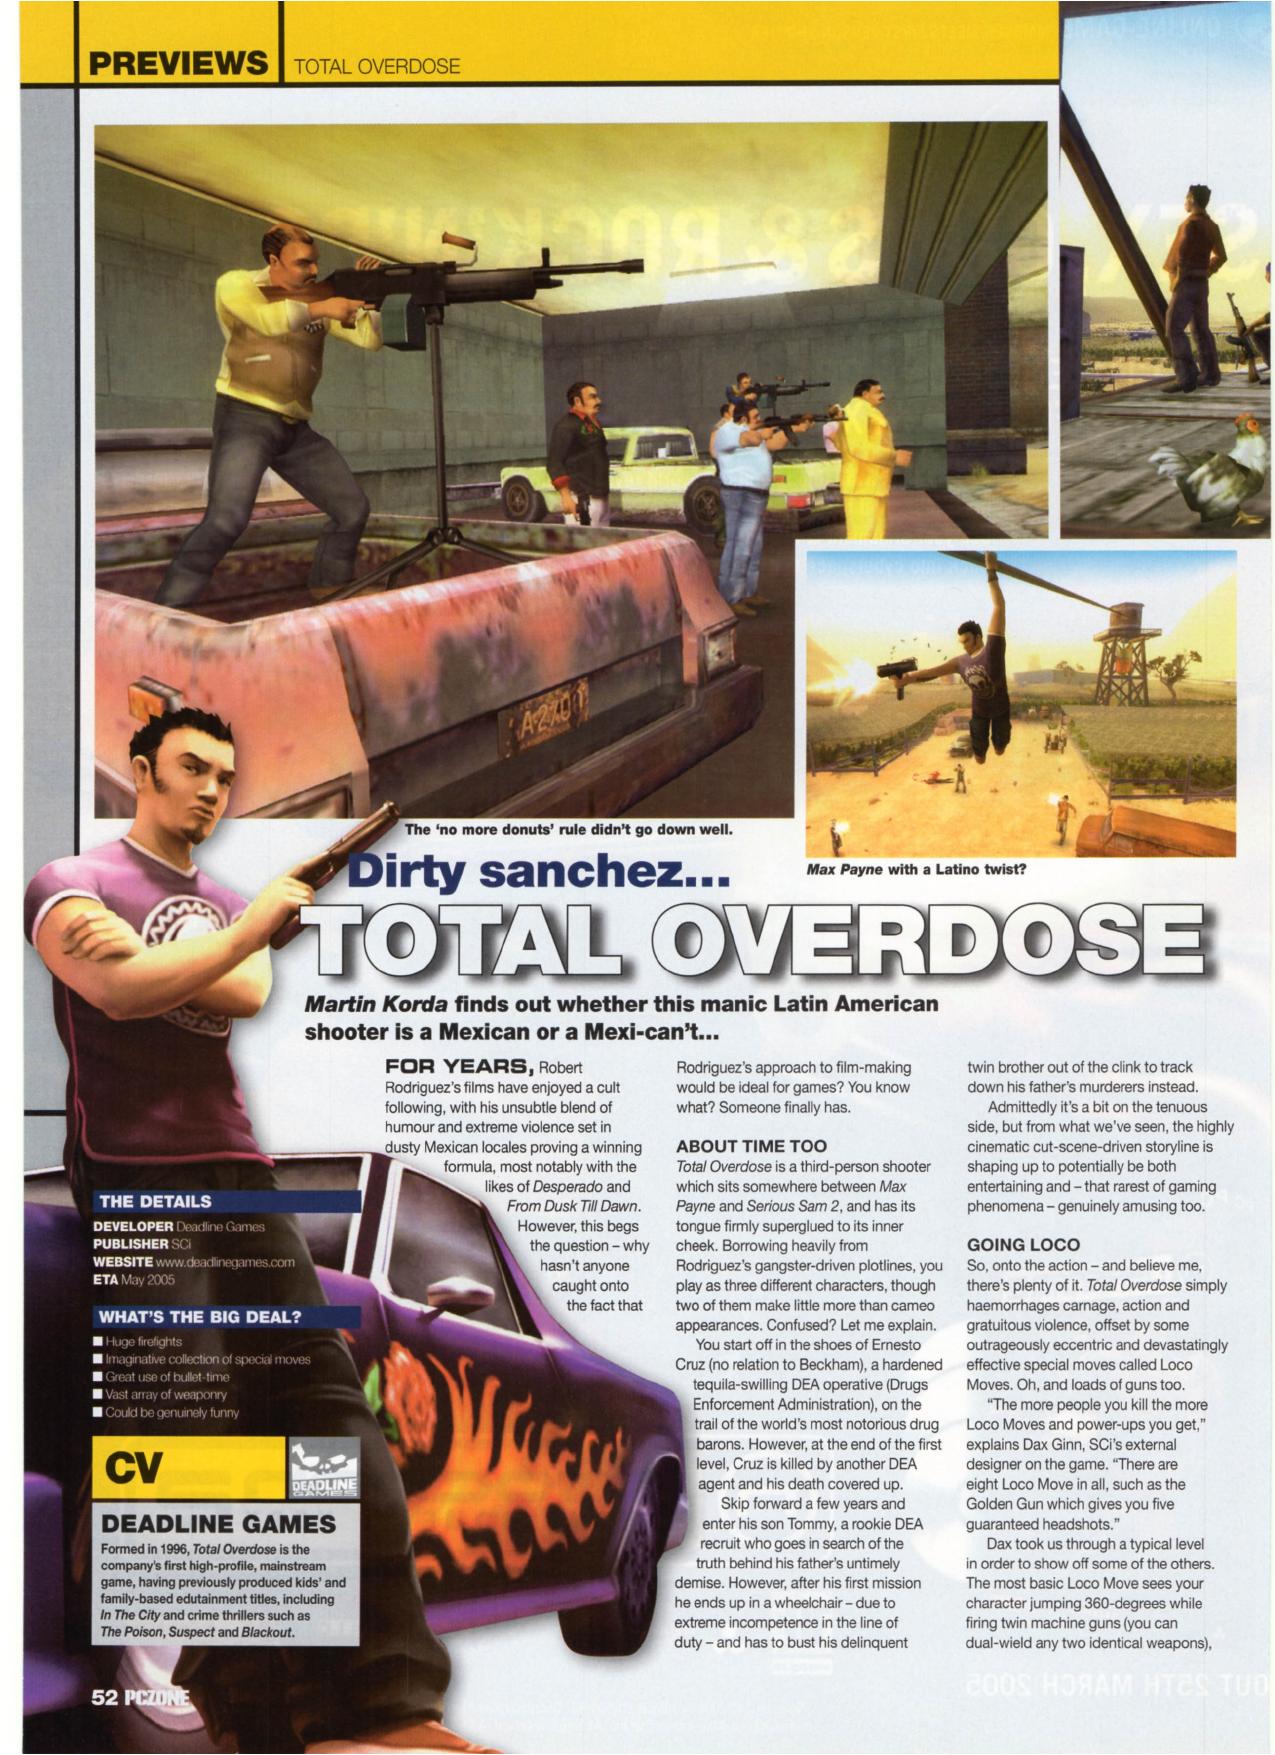 PREVIEWS
TOTAL OVERDOSE
The 'no more donuts' rule didn't go down well.
Max Payne with a Latino twist?
Dirty sanchez...
TOTAL OVERDOSE
Martin Korda finds out whether this manic Latin American
shooter is a Mexican or a Mexi-can't...
FOR YEARS, Robert
Rodriguez's films have enjoyed a cult
following, with his unsubtle blend of
humour and extreme violence set in
dusty Mexican locales proving a winning
formula, most notably with the
likes of Desperado and
From Dusk Till Dawn.
However, this begs
the question – why
hasn't anyone
caught onto
the fact that
Rodriguez's approach to film-making
would be ideal for games? You know
what? Someone finally has.
ABOUT TIME TOO
Total Overdose is a third-person shooter
which sits somewhere between Max
Payne and Serious Sam 2, and has its
tongue firmly superglued to its inner
cheek. Borrowing heavily from
Rodriguez's gangster-driven plotlines, you
play as three different characters, though
two of them make little more than cameo
appearances. Confused? Let me explain.
You start off in the shoes of Ernesto
Cruz (no relation to Beckham), a hardened
tequila-swilling DEA operative (Drugs
Enforcement Administration), on the
trail of the world's most notorious drug
barons. However, at the end of the first
level, Cruz is killed by another DEA
agent and his death covered up.
Skip forward a few years and
enter his son Tommy, a rookie DEA
recruit who goes in search of the
truth behind his father's untimely
demise. However, after his first mission
he ends up in a wheelchair – due to
extreme incompetence in the line of
duty – and has to bust his delinquent
twin brother out of the clink to track
down his father's murderers instead.
Admittedly it's a bit on the tenuous
side, but from what we've seen, the highly
cinematic cut-scene-driven storyline is
shaping up to potentially be both
entertaining and – that rarest of gaming
phenomena – genuinely amusing too.
GOING LOCO
So, onto the action – and believe me,
there's plenty of it. Total Overdose simply
haemorrhages carnage, action and
gratuitous violence, offset by some
outrageously eccentric and devastatingly
effective special moves called Loco
Moves. Oh, and loads of guns too.
"The more people you kill the more
Loco Moves and power-ups you get,"
explains Dax Ginn, SCi's external
designer on the game. "There are
eight Loco Move in all, such as the
Golden Gun which gives you five
guaranteed headshots."
Dax took us through a typical level
in order to show off some of the others.
The most basic Loco Move sees your
character jumping 360-degrees while
firing twin machine guns (you can
dual-wield any two identical weapons),
THE DETAILS
DEVELOPER Deadline Games
PUBLISHER SCi
WEBSITE www.deadlinegames.com
ETA May 2005
WHAT'S THE BIG DEAL?
Huge firefights
Imaginative collection of special moves
Great use of bullet-time
Vast array of weaponry
Could be genuinely funny
CV
DEADLINE
GAMES
DEADLINE GAMES
Formed in 1996, Total Overdose is the
company's first high-profile, mainstream
game, having previously produced kids' and
family-based edutainment titles, including
In The City and crime thrillers such as
The Poison, Suspect and Blackout.
52 PCZONE